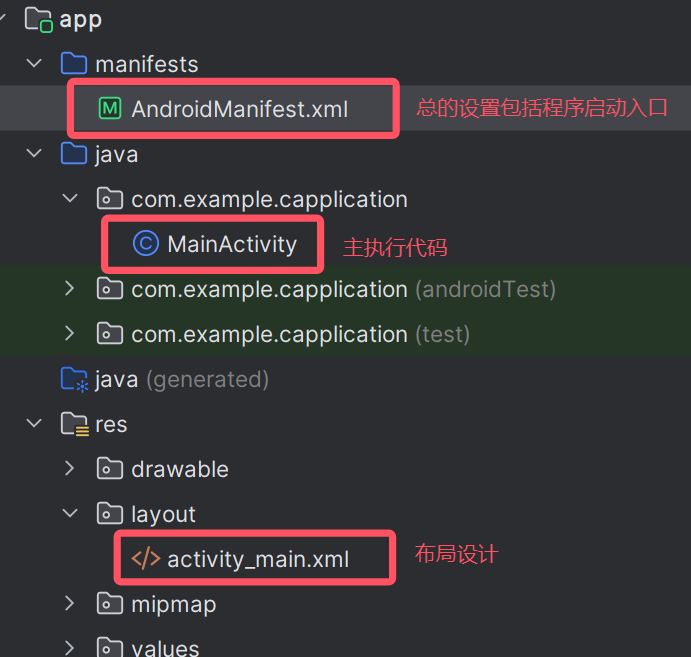 app
manifests
M AndroidManifest.xml 总的设置包括程序启动入口
java
com.example.capplication
C MainActivity 主执行代码
com.example.capplication (androidTest)
com.example.capplication (test)
java (generated)
res
drawable
layout
</> activity_main.xml 布局设计
mipmap
values